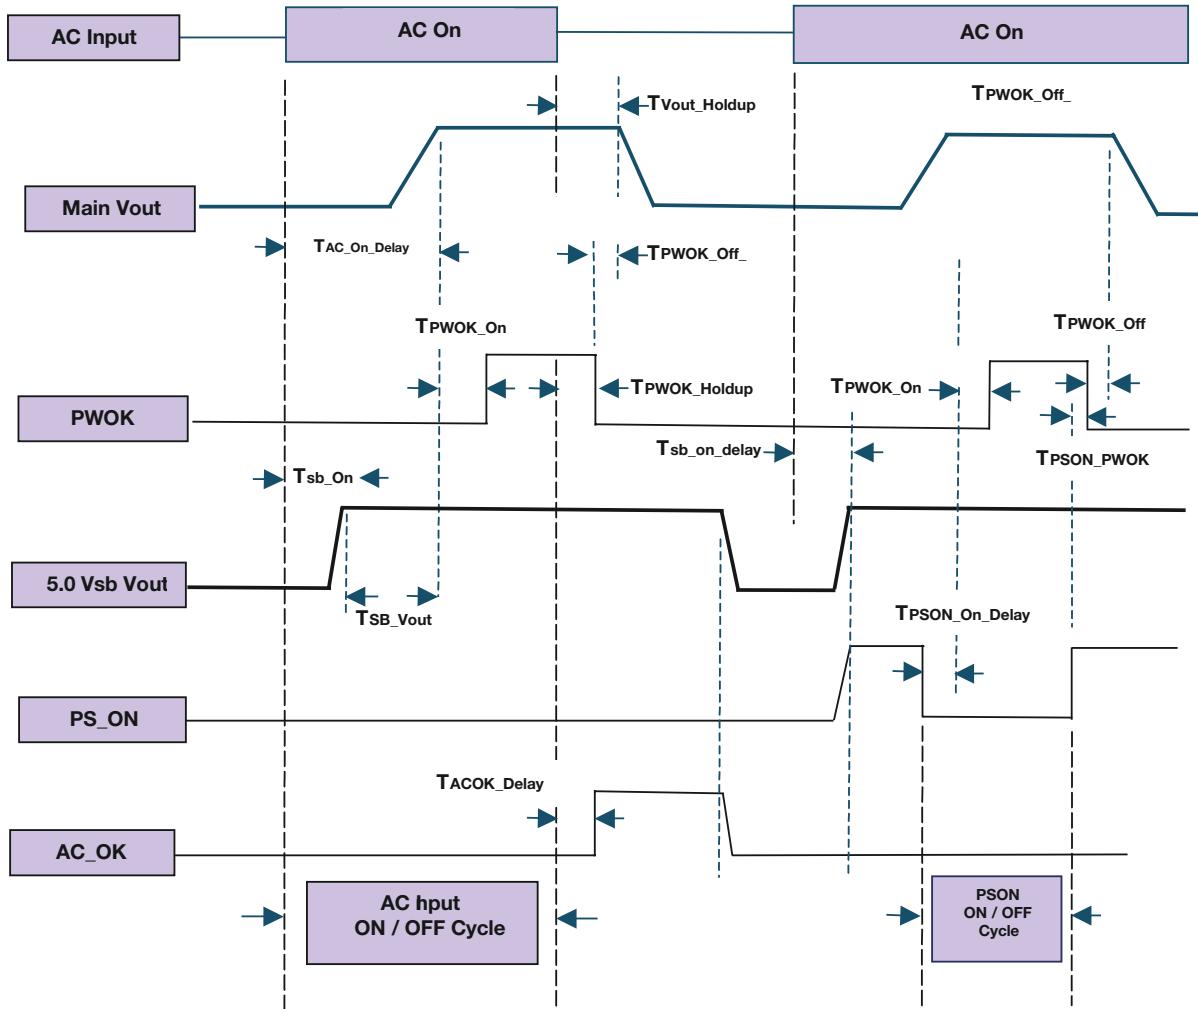 AC Input
AC On
AC On
TVout_Holdup
TPWOK_Off_
Main Vout
TAC_On_Delay
TPWOK_Off_
TPWOK_On
TPWOK_Off
TPWOK_Holdup
TPWOK_On
PWOK
Tsb_on_delay
TPSON_PWOK
Tsb_On
5.0 Vsb Vout
TSB_Vout
TPSON_On_Delay
PS_ON
TACOK_Delay
AC_OK
AC hput
ON / OFF Cycle
PSON
ON / OFF
Cycle